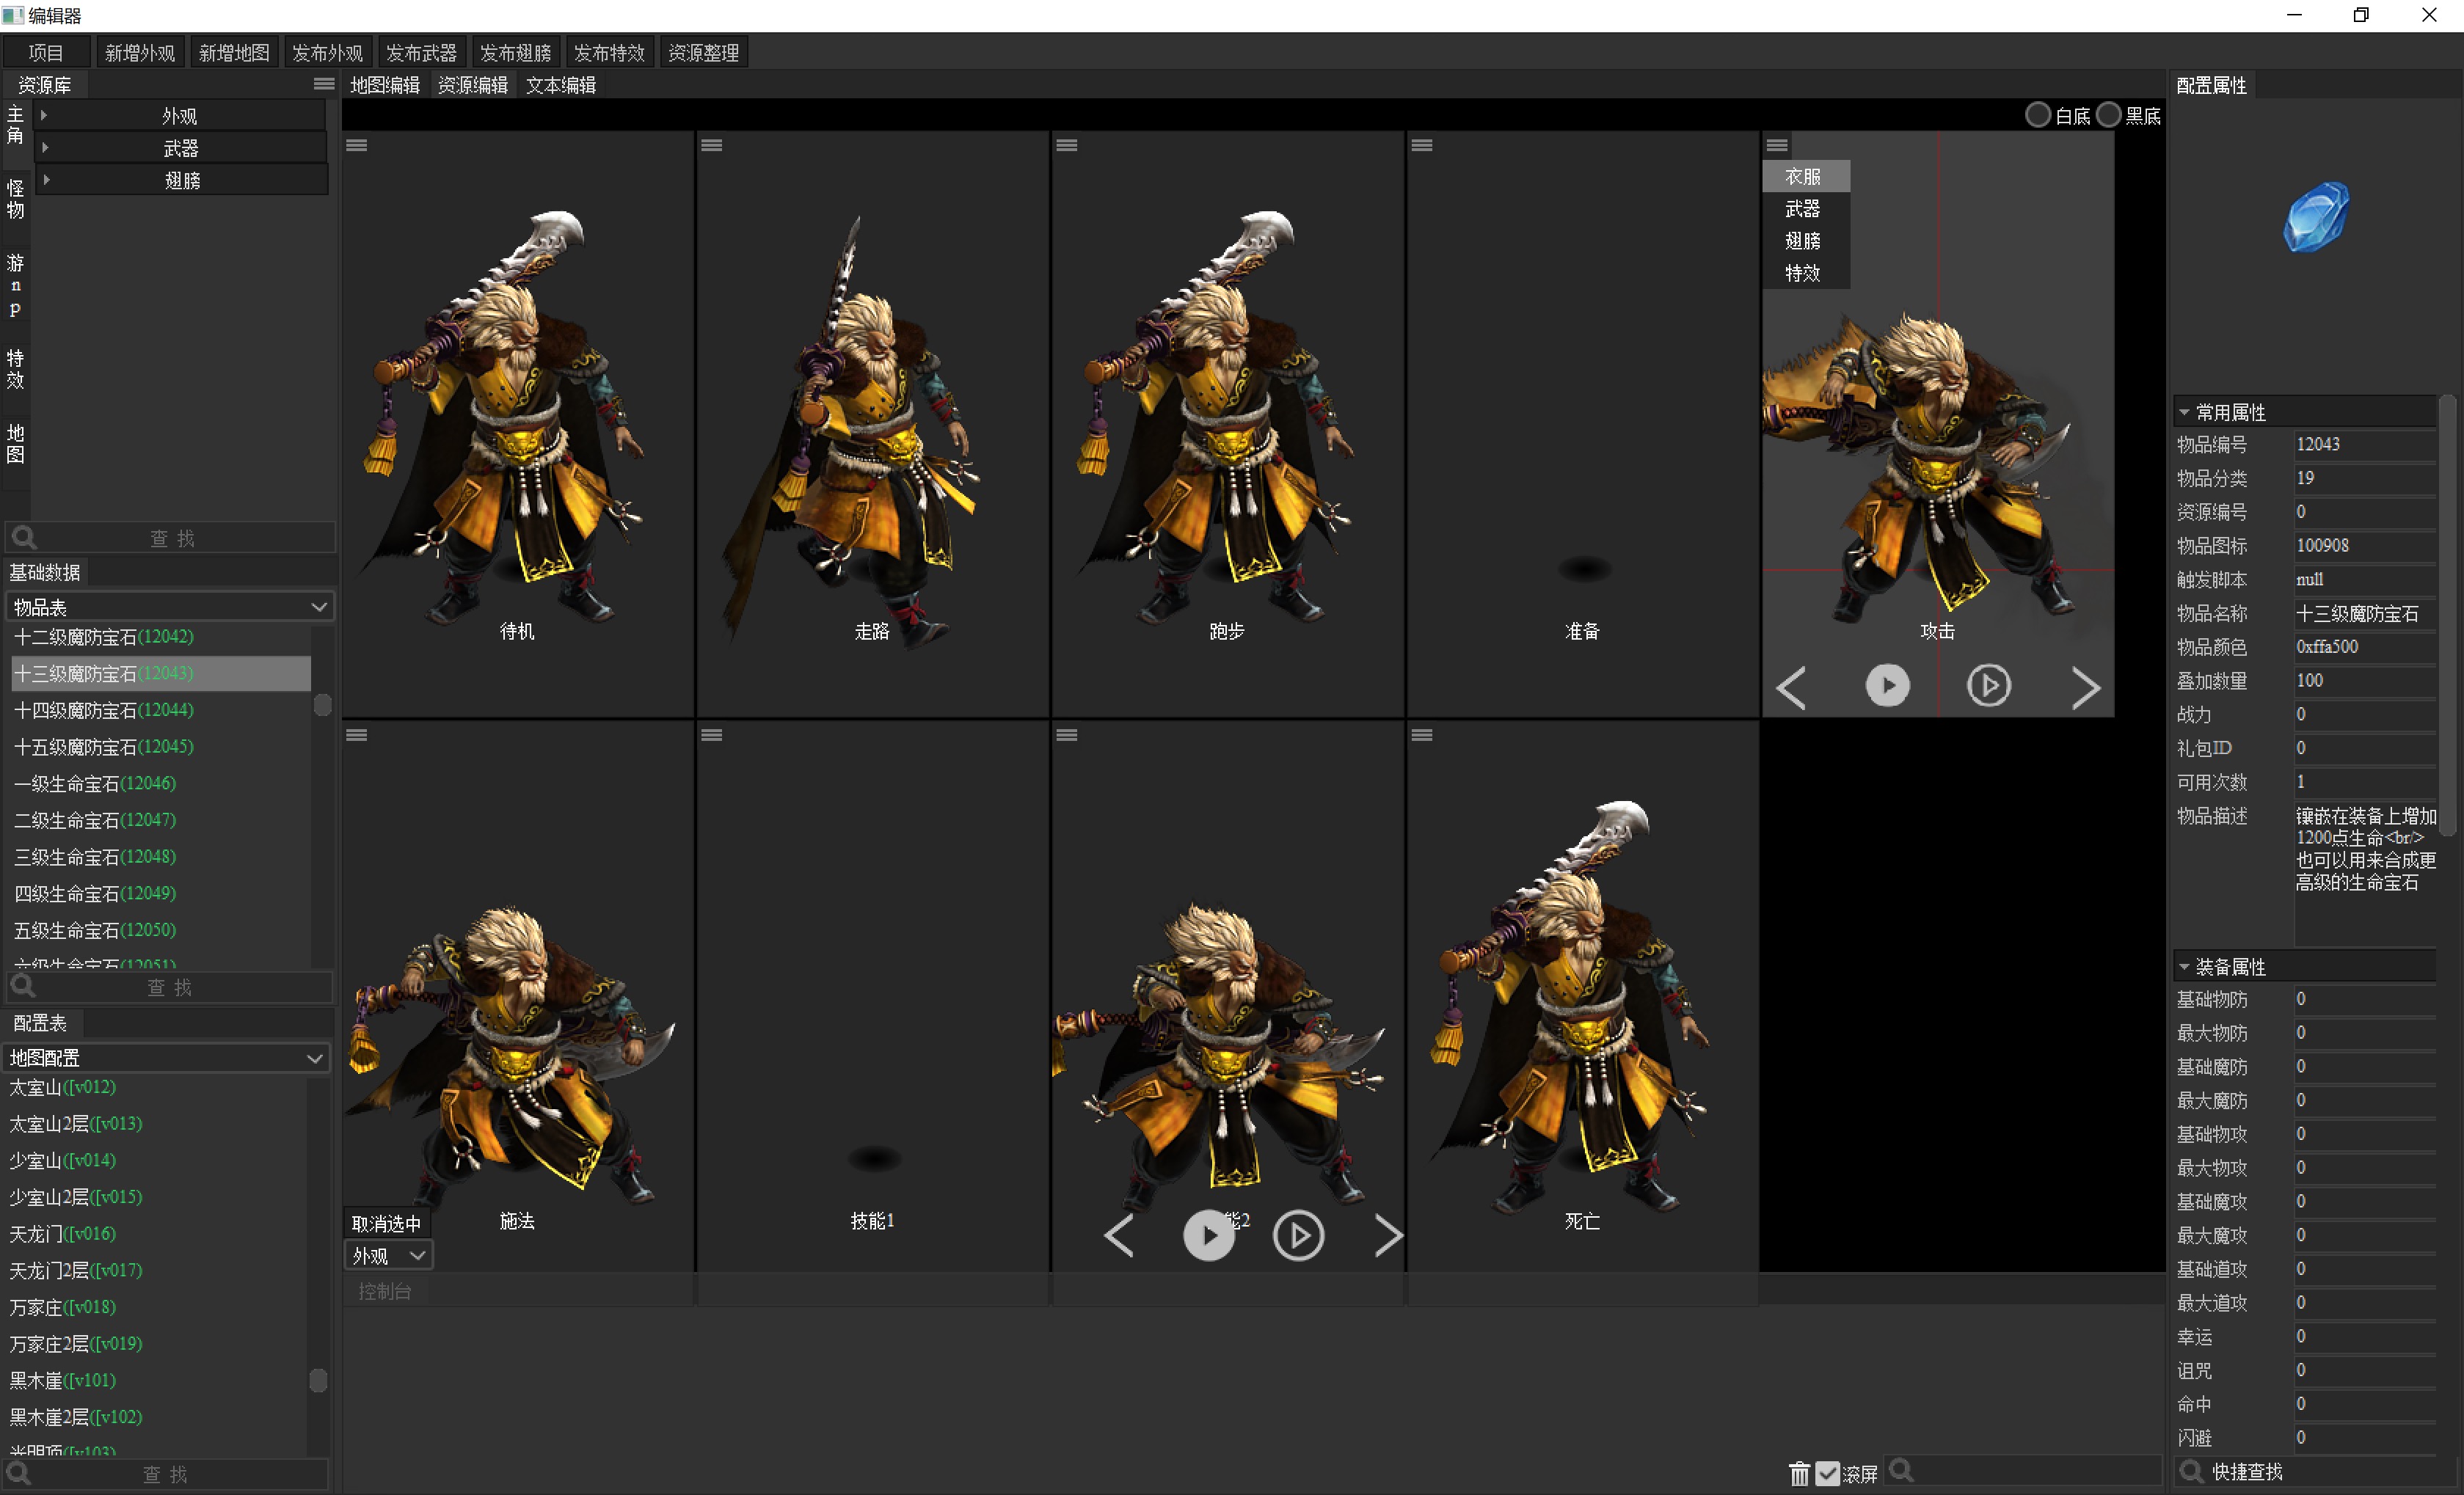 编辑器
项目
新增外观
新增地图
发布外观
发布武器
发布翅膀
发布特效
资源整理
资源库
主角
怪物
游np
特效
地图
外观
武器
翅膀
查 找
基础数据
物品表
十二级魔防宝石(12042)
十三级魔防宝石(12043)
十四级魔防宝石(12044)
十五级魔防宝石(12045)
一级生命宝石(12046)
二级生命宝石(12047)
三级生命宝石(12048)
四级生命宝石(12049)
五级生命宝石(12050)
六级生命宝石(12051)
查 找
配置表
地图配置
太室山([v012)
太室山2层([v013)
少室山([v014)
少室山2层([v015)
天龙门([v016)
天龙门2层([v017)
万家庄([v018)
万家庄2层([v019)
黑木崖([v101)
黑木崖2层([v102)
光明顶([v103)
查 找
地图编辑
资源编辑
文本编辑
白底
黑底
衣服
武器
翅膀
特效
待机
走路
跑步
准备
攻击
施法
技能1
能2
死亡
取消选中
外观
控制台
滚屏
配置属性
常用属性
物品编号 12043
物品分类 19
资源编号 0
物品图标 100908
触发脚本 null
物品名称 十三级魔防宝石
物品颜色 0xffa500
叠加数量 100
战力 0
礼包ID 0
可用次数 1
物品描述 镶嵌在装备上增加
1200点生命<br/>
也可以用来合成更
高级的生命宝石
装备属性
基础物防 0
最大物防 0
基础魔防 0
最大魔防 0
基础物攻 0
最大物攻 0
基础魔攻 0
最大魔攻 0
基础道攻 0
最大道攻 0
幸运 0
诅咒 0
命中 0
闪避 0
快捷查找